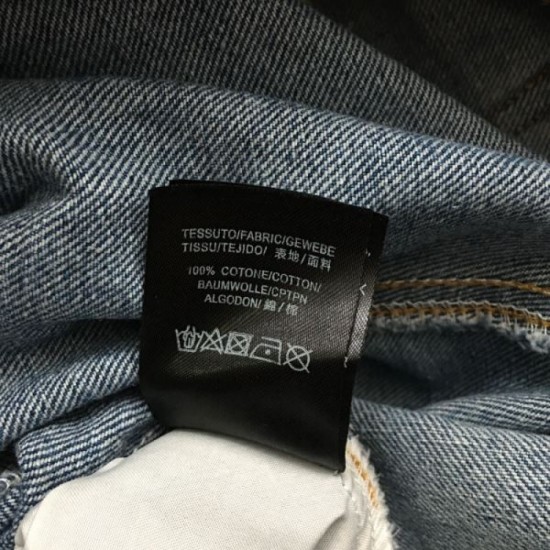 TESSUTO/FABRIC/GEWEBE
TISSU/TEJIDO/ 表地/面料
100% COTONE/COTTON/
BAUMWOLLE/CPTPN
ALGODON/ 綿/棉